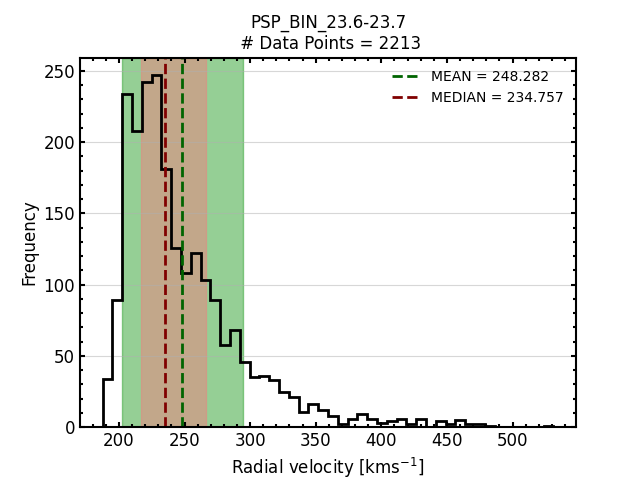 PSP_BIN_23.6-23.7
# Data Points = 2213
MEAN = 248.282
MEDIAN = 234.757
250
200
150
100
50
0
Frequency
200 250 300 350 400 450 500
Radial velocity [kms⁻¹]